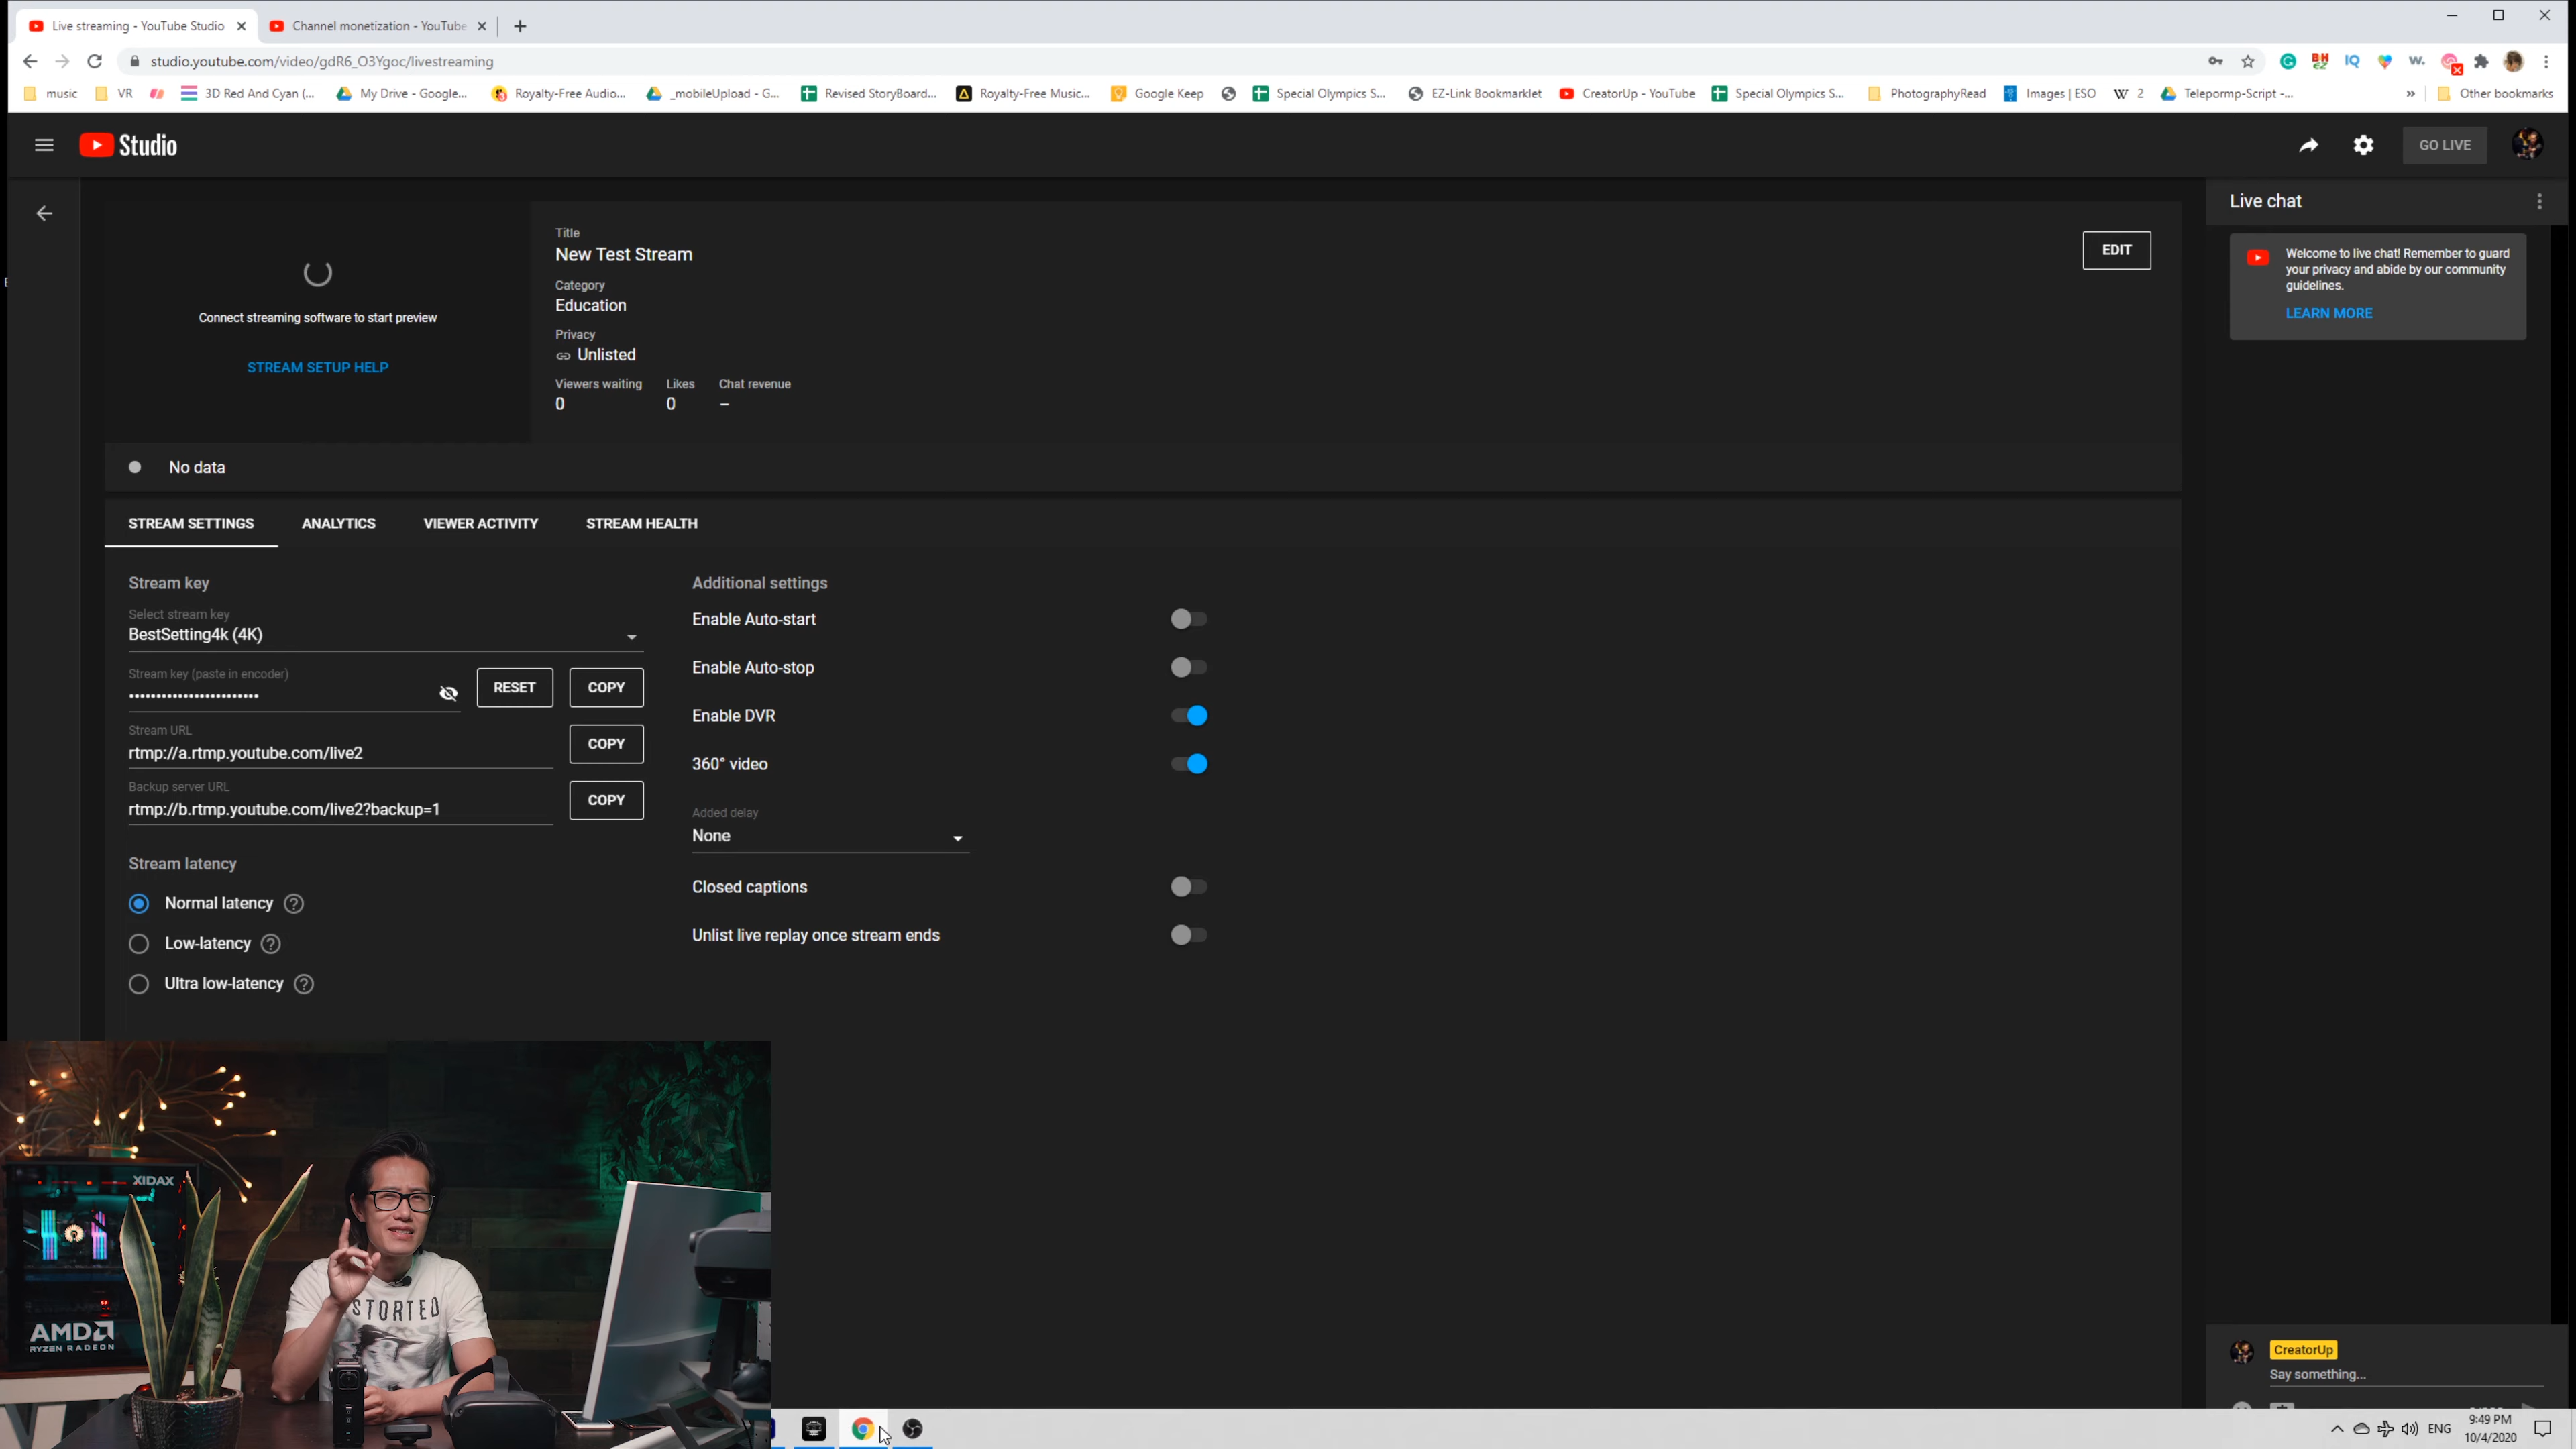 Live streaming - YouTube Studio
Channel monetization - YouTube
studio.youtube.com/video/gdR6_O3Ygoc/livestreaming
music
VR
3D Red And Cyan (...
My Drive - Google...
Royalty-Free Audio...
_mobileUpload - G...
Revised StoryBoard...
Royalty-Free Music...
Google Keep
Special Olympics S...
EZ-Link Bookmarklet
CreatorUp - YouTube
Special Olympics S...
PhotographyRead
Images | ESO
W 2
Telepormp-Script -...
Other bookmarks
Studio
GO LIVE
Live chat
Welcome to live chat! Remember to guard
your privacy and abide by our community
guidelines.
LEARN MORE
Connect streaming software to start preview
STREAM SETUP HELP
Title
New Test Stream
EDIT
Category
Education
Privacy
Unlisted
Viewers waiting Likes Chat revenue
0 0 –
No data
STREAM SETTINGS ANALYTICS VIEWER ACTIVITY STREAM HEALTH
Stream key
Select stream key
BestSetting4k (4K)
Stream key (paste in encoder)
RESET COPY
Stream URL
rtmp://a.rtmp.youtube.com/live2
COPY
Backup server URL
rtmp://b.rtmp.youtube.com/live2?backup=1
COPY
Stream latency
Normal latency
Low-latency
Ultra low-latency
Additional settings
Enable Auto-start
Enable Auto-stop
Enable DVR
360° video
Added delay
None
Closed captions
Unlist live replay once stream ends
XIDAX
STORTED
AMD
RYZEN RADEON
CreatorUp
Say something...
ENG
9:49 PM
10/4/2020